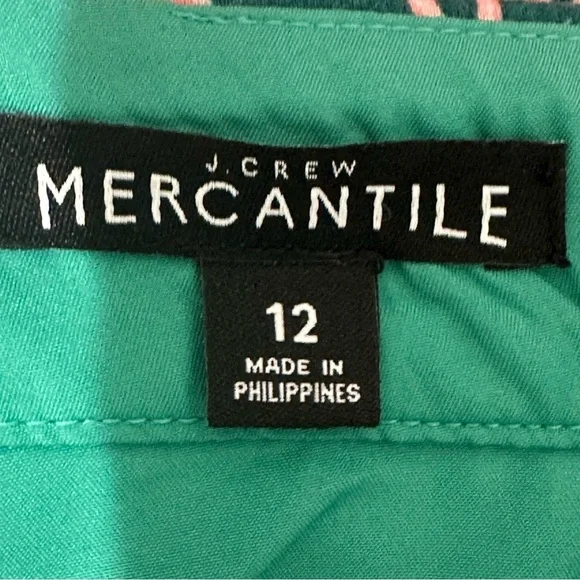 J.CREW
MERCANTILE
12
MADE IN
PHILIPPINES